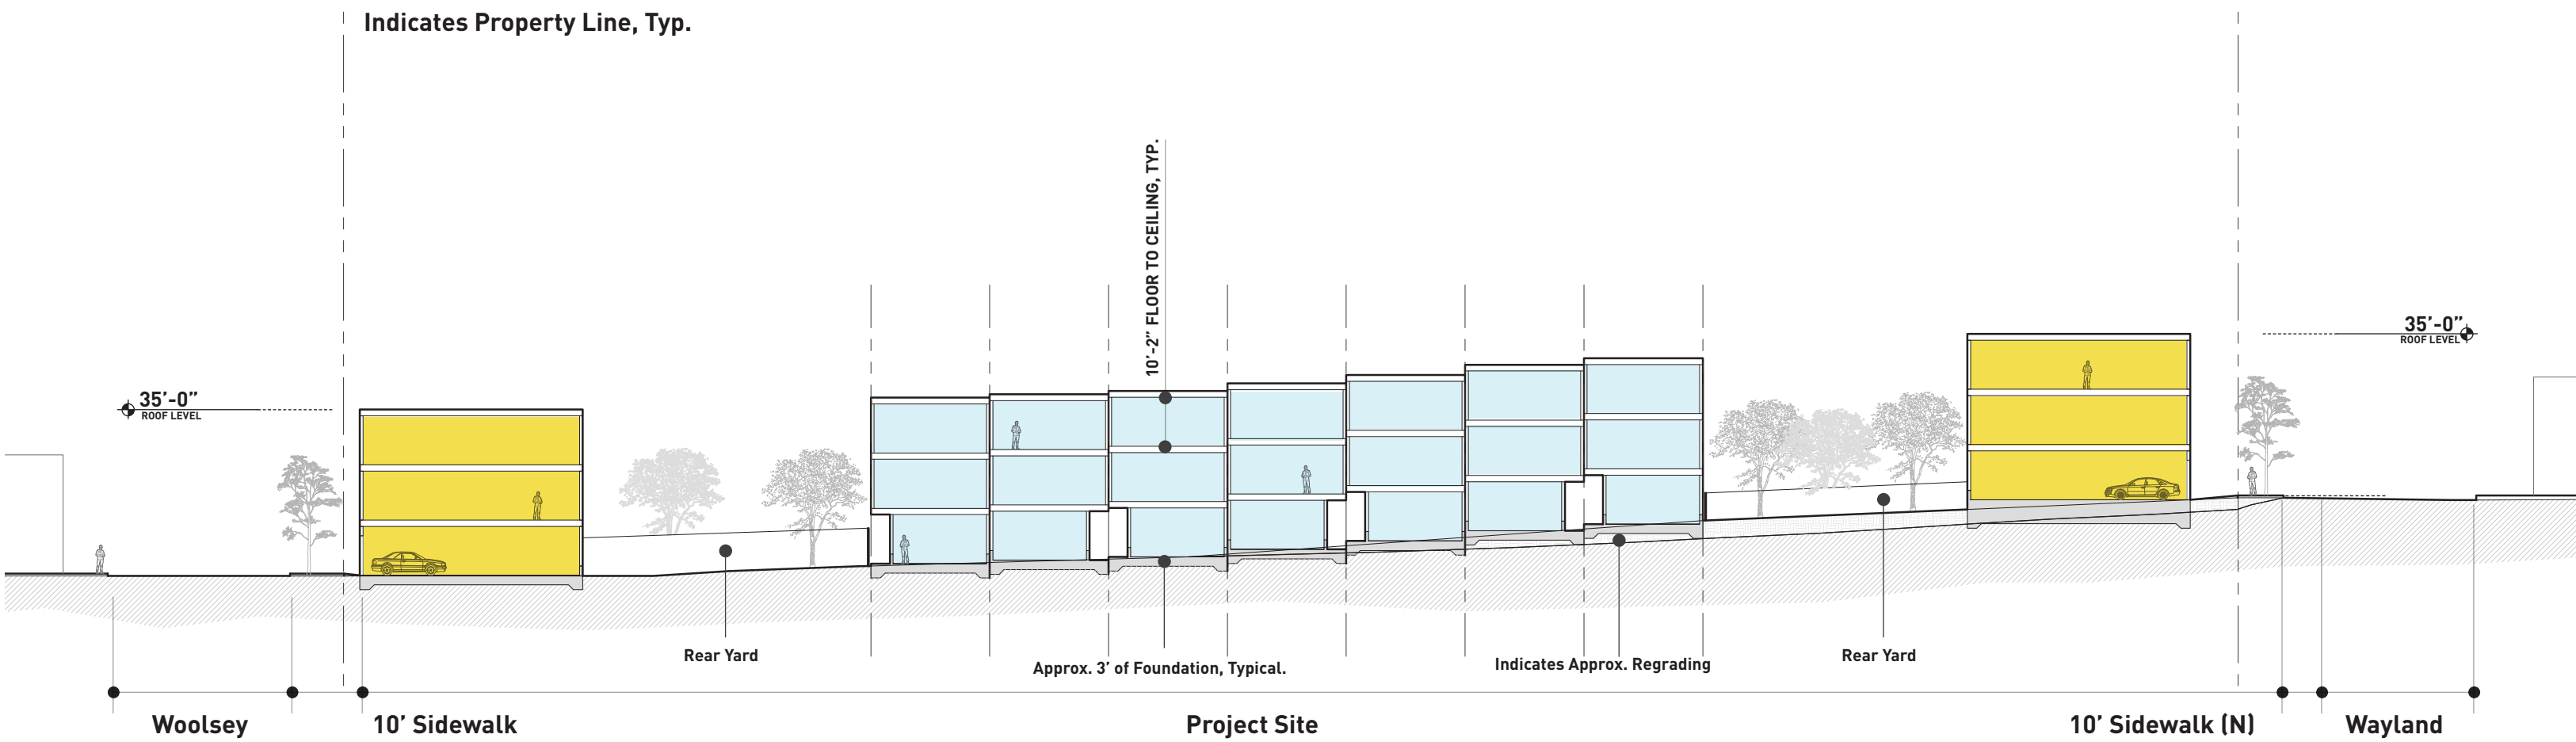 Indicates Property Line, Typ.
10’-2” FLOOR TO CEILING, TYP.
35’-0”
ROOF LEVEL
35’-0”
ROOF LEVEL
Rear Yard
Approx. 3’ of Foundation, Typical.
Indicates Approx. Regrading
Rear Yard
Woolsey
10’ Sidewalk
Project Site
10’ Sidewalk (N)
Wayland